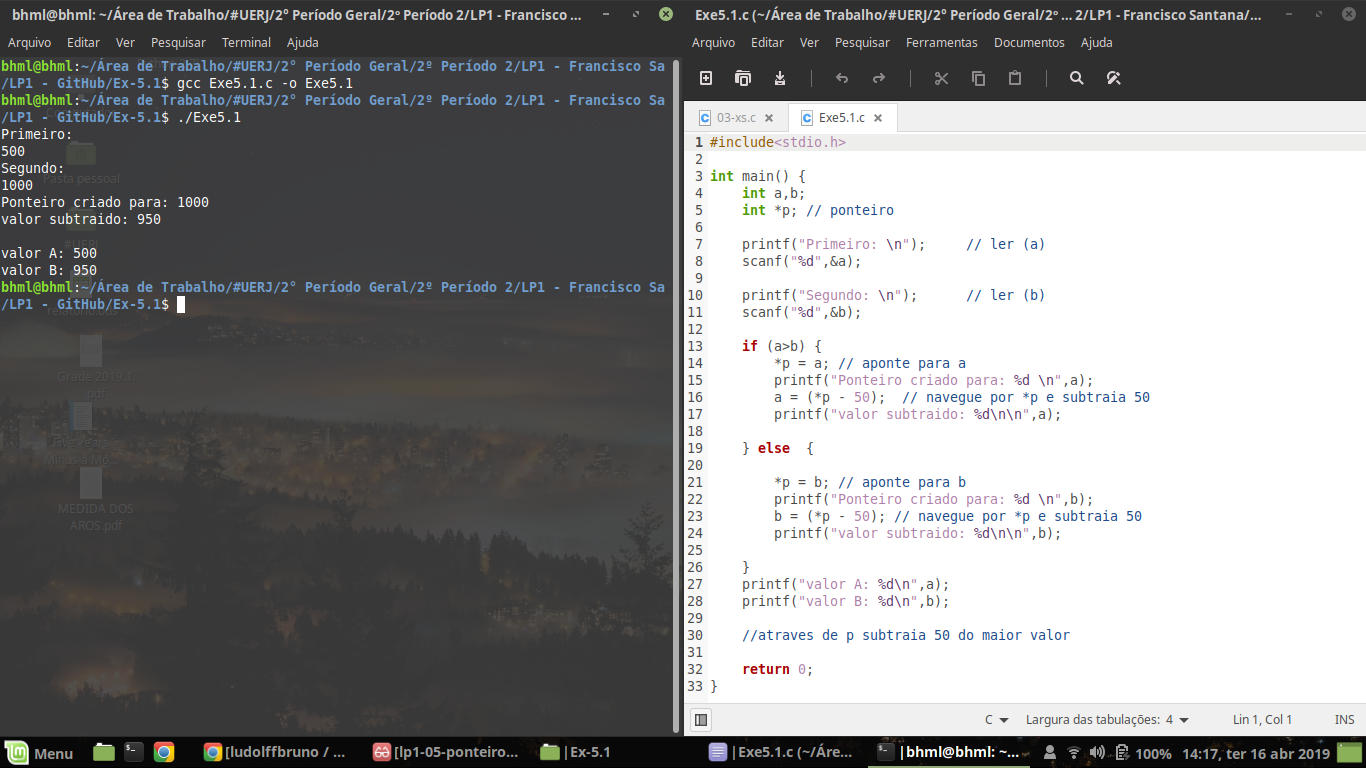 bhml@bhml: ~/Área de Trabalho/#UERJ/2° Período Geral/2º Período 2/LP1 - Francisco ...
Arquivo Editar Ver Pesquisar Terminal Ajuda
bhml@bhml:~/Área de Trabalho/#UERJ/2° Período Geral/2º Período 2/LP1 - Francisco Sa
/LP1 - GitHub/Ex-5.1$ gcc Exe5.1.c -o Exe5.1
bhml@bhml:~/Área de Trabalho/#UERJ/2° Período Geral/2º Período 2/LP1 - Francisco Sa
/LP1 - GitHub/Ex-5.1$ ./Exe5.1
Primeiro:
500
Segundo:
1000
Ponteiro criado para: 1000
valor subtraido: 950
valor A: 500
valor B: 950
bhml@bhml:~/Área de Trabalho/#UERJ/2° Período Geral/2º Período 2/LP1 - Francisco Sa
/LP1 - GitHub/Ex-5.1$
Pasta pessoal
Grade 2019.1.
pdf
MEDIDA DOS
AROS.pdf
Exe5.1.c (~/Área de Trabalho/#UERJ/2° Período Geral/2º ... 2/LP1 - Francisco Santana/...
Arquivo Editar Ver Pesquisar Ferramentas Documentos Ajuda
03-xs.c Exe5.1.c
1 #include<stdio.h>
2
3 int main() {
4 int a,b;
5 int *p; // ponteiro
6
7 printf("Primeiro: \n"); // ler (a)
8 scanf("%d",&a);
9
10 printf("Segundo: \n"); // ler (b)
11 scanf("%d",&b);
12
13 if (a>b) {
14 *p = a; // aponte para a
15 printf("Ponteiro criado para: %d \n",a);
16 a = (*p - 50); // navegue por *p e subtraia 50
17 printf("valor subtraido: %d\n\n",a);
18
19 } else {
20
21 *p = b; // aponte para b
22 printf("Ponteiro criado para: %d \n",b);
23 b = (*p - 50); // navegue por *p e subtraia 50
24 printf("valor subtraido: %d\n\n",b);
25
26 }
27 printf("valor A: %d\n",a);
28 printf("valor B: %d\n",b);
29
30 //atraves de p subtraia 50 do maior valor
31
32 return 0;
33 }
C Largura das tabulações: 4 Lin 1, Col 1 INS
Menu [ludolffbruno / ... [lp1-05-ponteiro... |Ex-5.1 |Exe5.1.c (~/Áre... |bhml@bhml: ~... 100% 14:17, ter 16 abr 2019